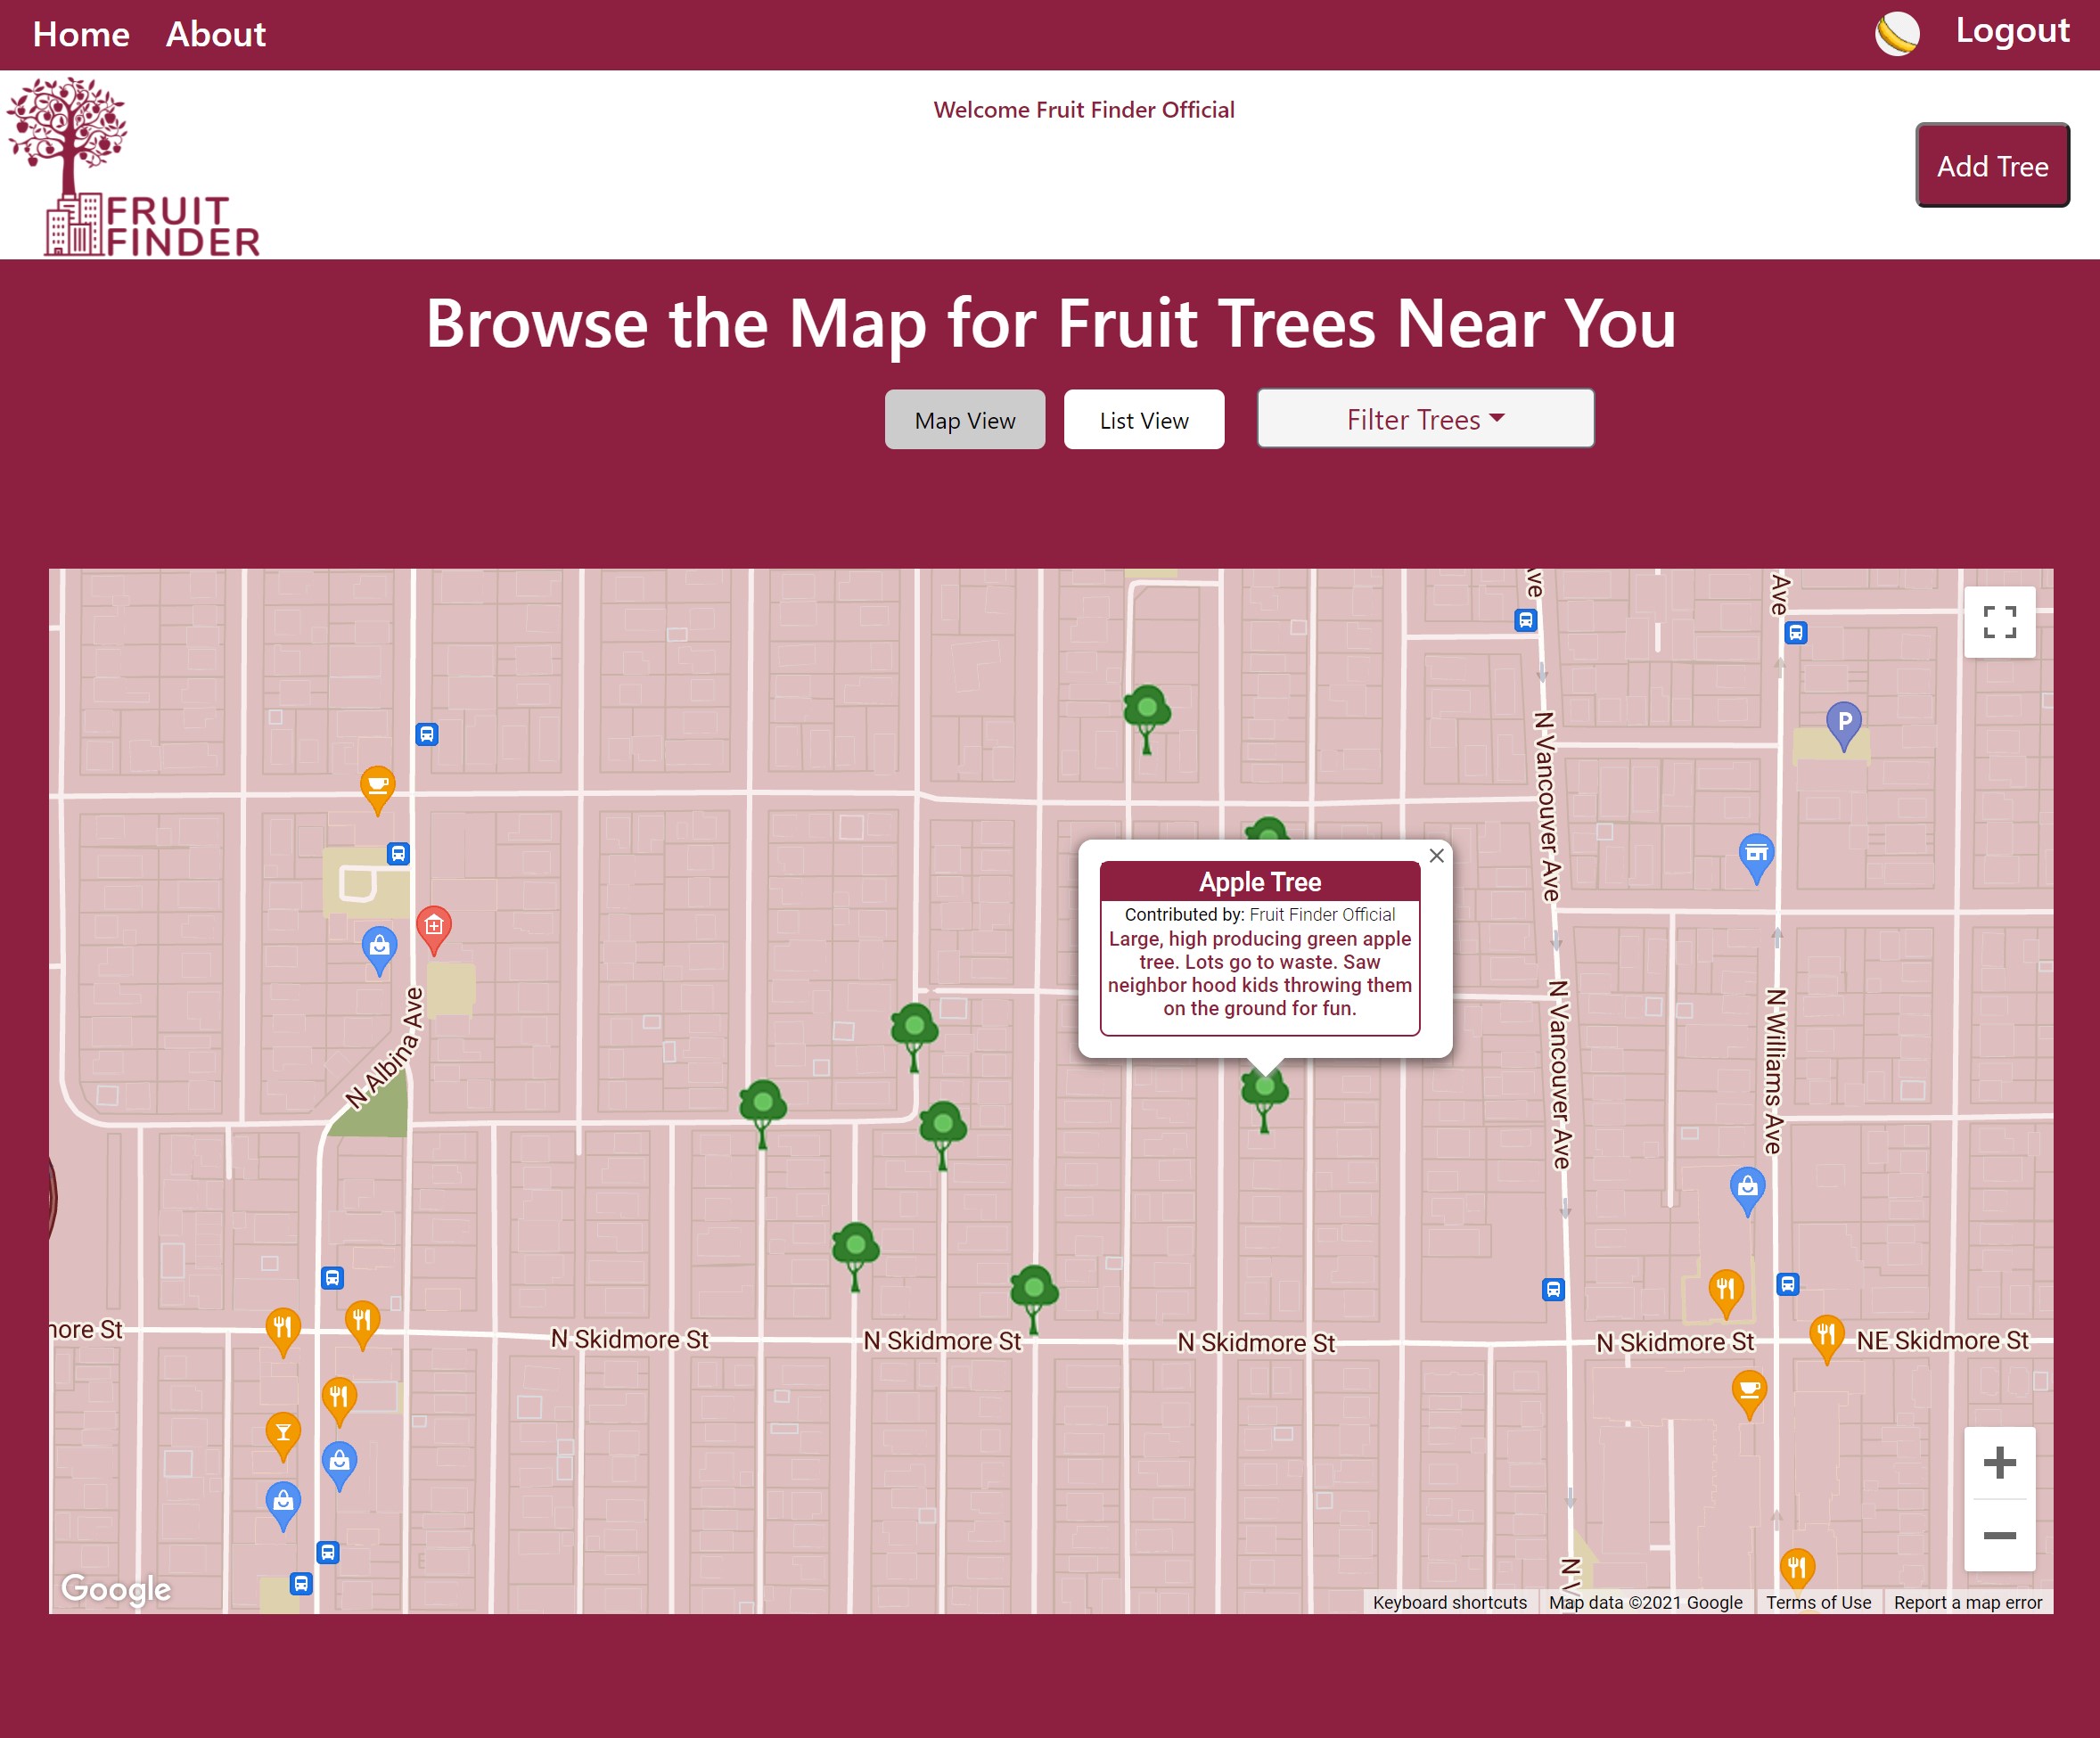 Home About Logout
Welcome Fruit Finder Official
Add Tree
FRUIT
FINDER
Browse the Map for Fruit Trees Near You
Map View List View Filter Trees
Ave
Ave
N Vancouver Ave
P
Apple Tree
Contributed by: Fruit Finder Official
Large, high producing green apple
tree. Lots go to waste. Saw
neighbor hood kids throwing them
on the ground for fun.
N Albina Ave
N Vancouver Ave
N Williams Ave
more St
N Skidmore St
N Skidmore St
N Skidmore St
N Skidmore St
NE Skidmore St
N V
Google
Keyboard shortcuts
Map data ©2021 Google
Terms of Use
Report a map error